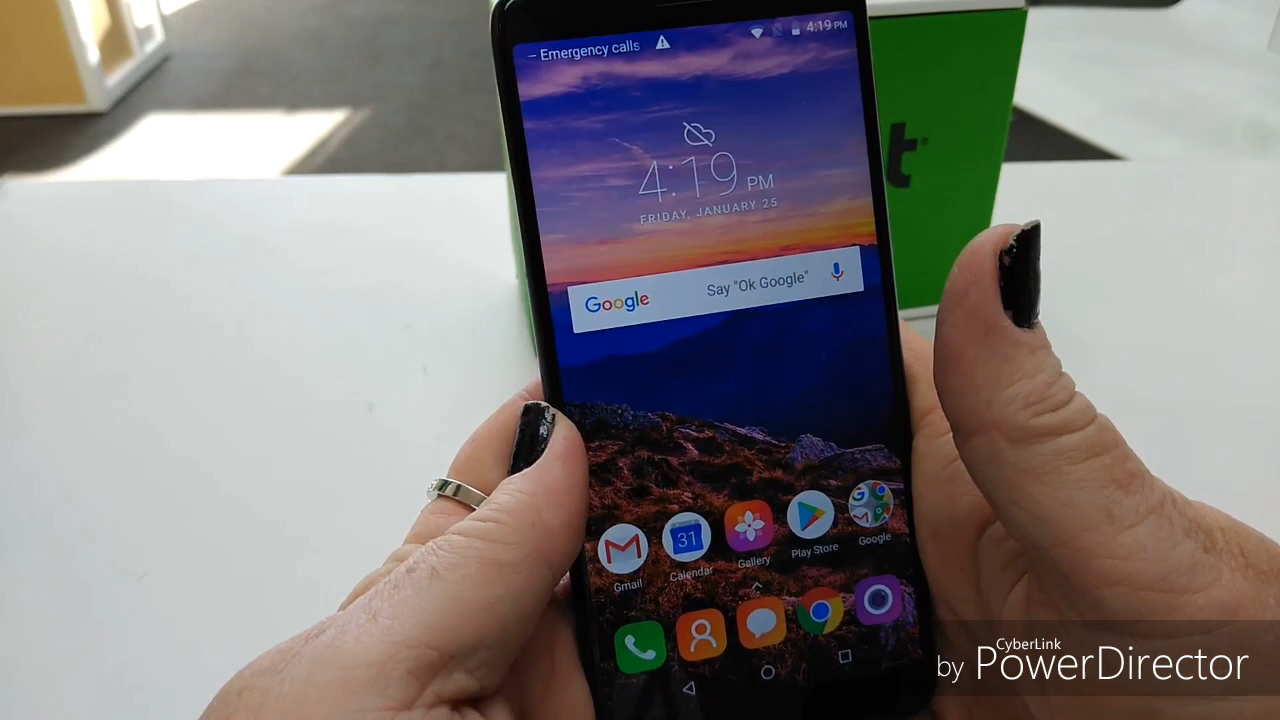 – Emergency calls
4:19 PM
4:19 PM
FRIDAY, JANUARY 25
Google Say "Ok Google"
31
Gmail
Calendar
Gallery
Play Store
Google
t
CyberLink
by PowerDirector